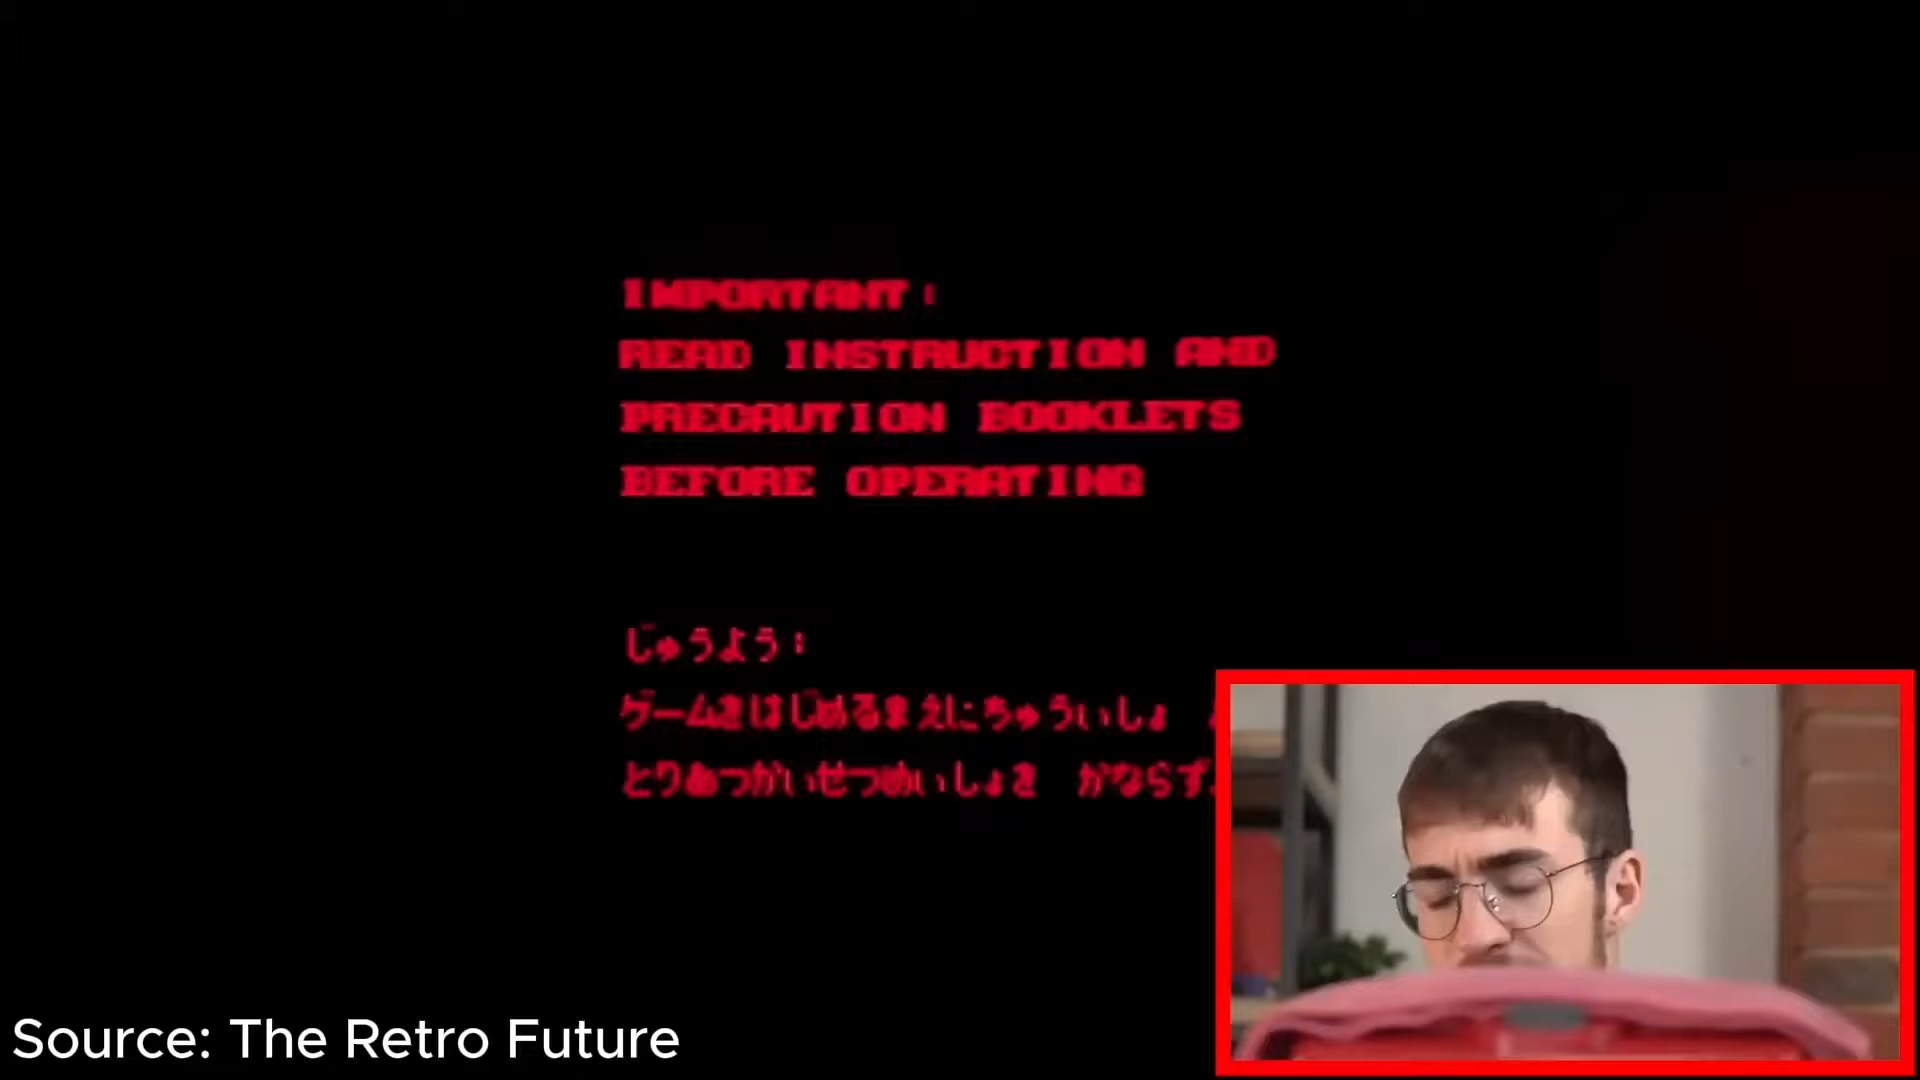 IMPORTANT:
READ INSTRUCTION AND
PRECAUTION BOOKLETS
BEFORE OPERATING
じゅうよう:
ゲームをはじめるまえにちゅういしょ
とりあつかいせつめいしょを かならず
Source: The Retro Future